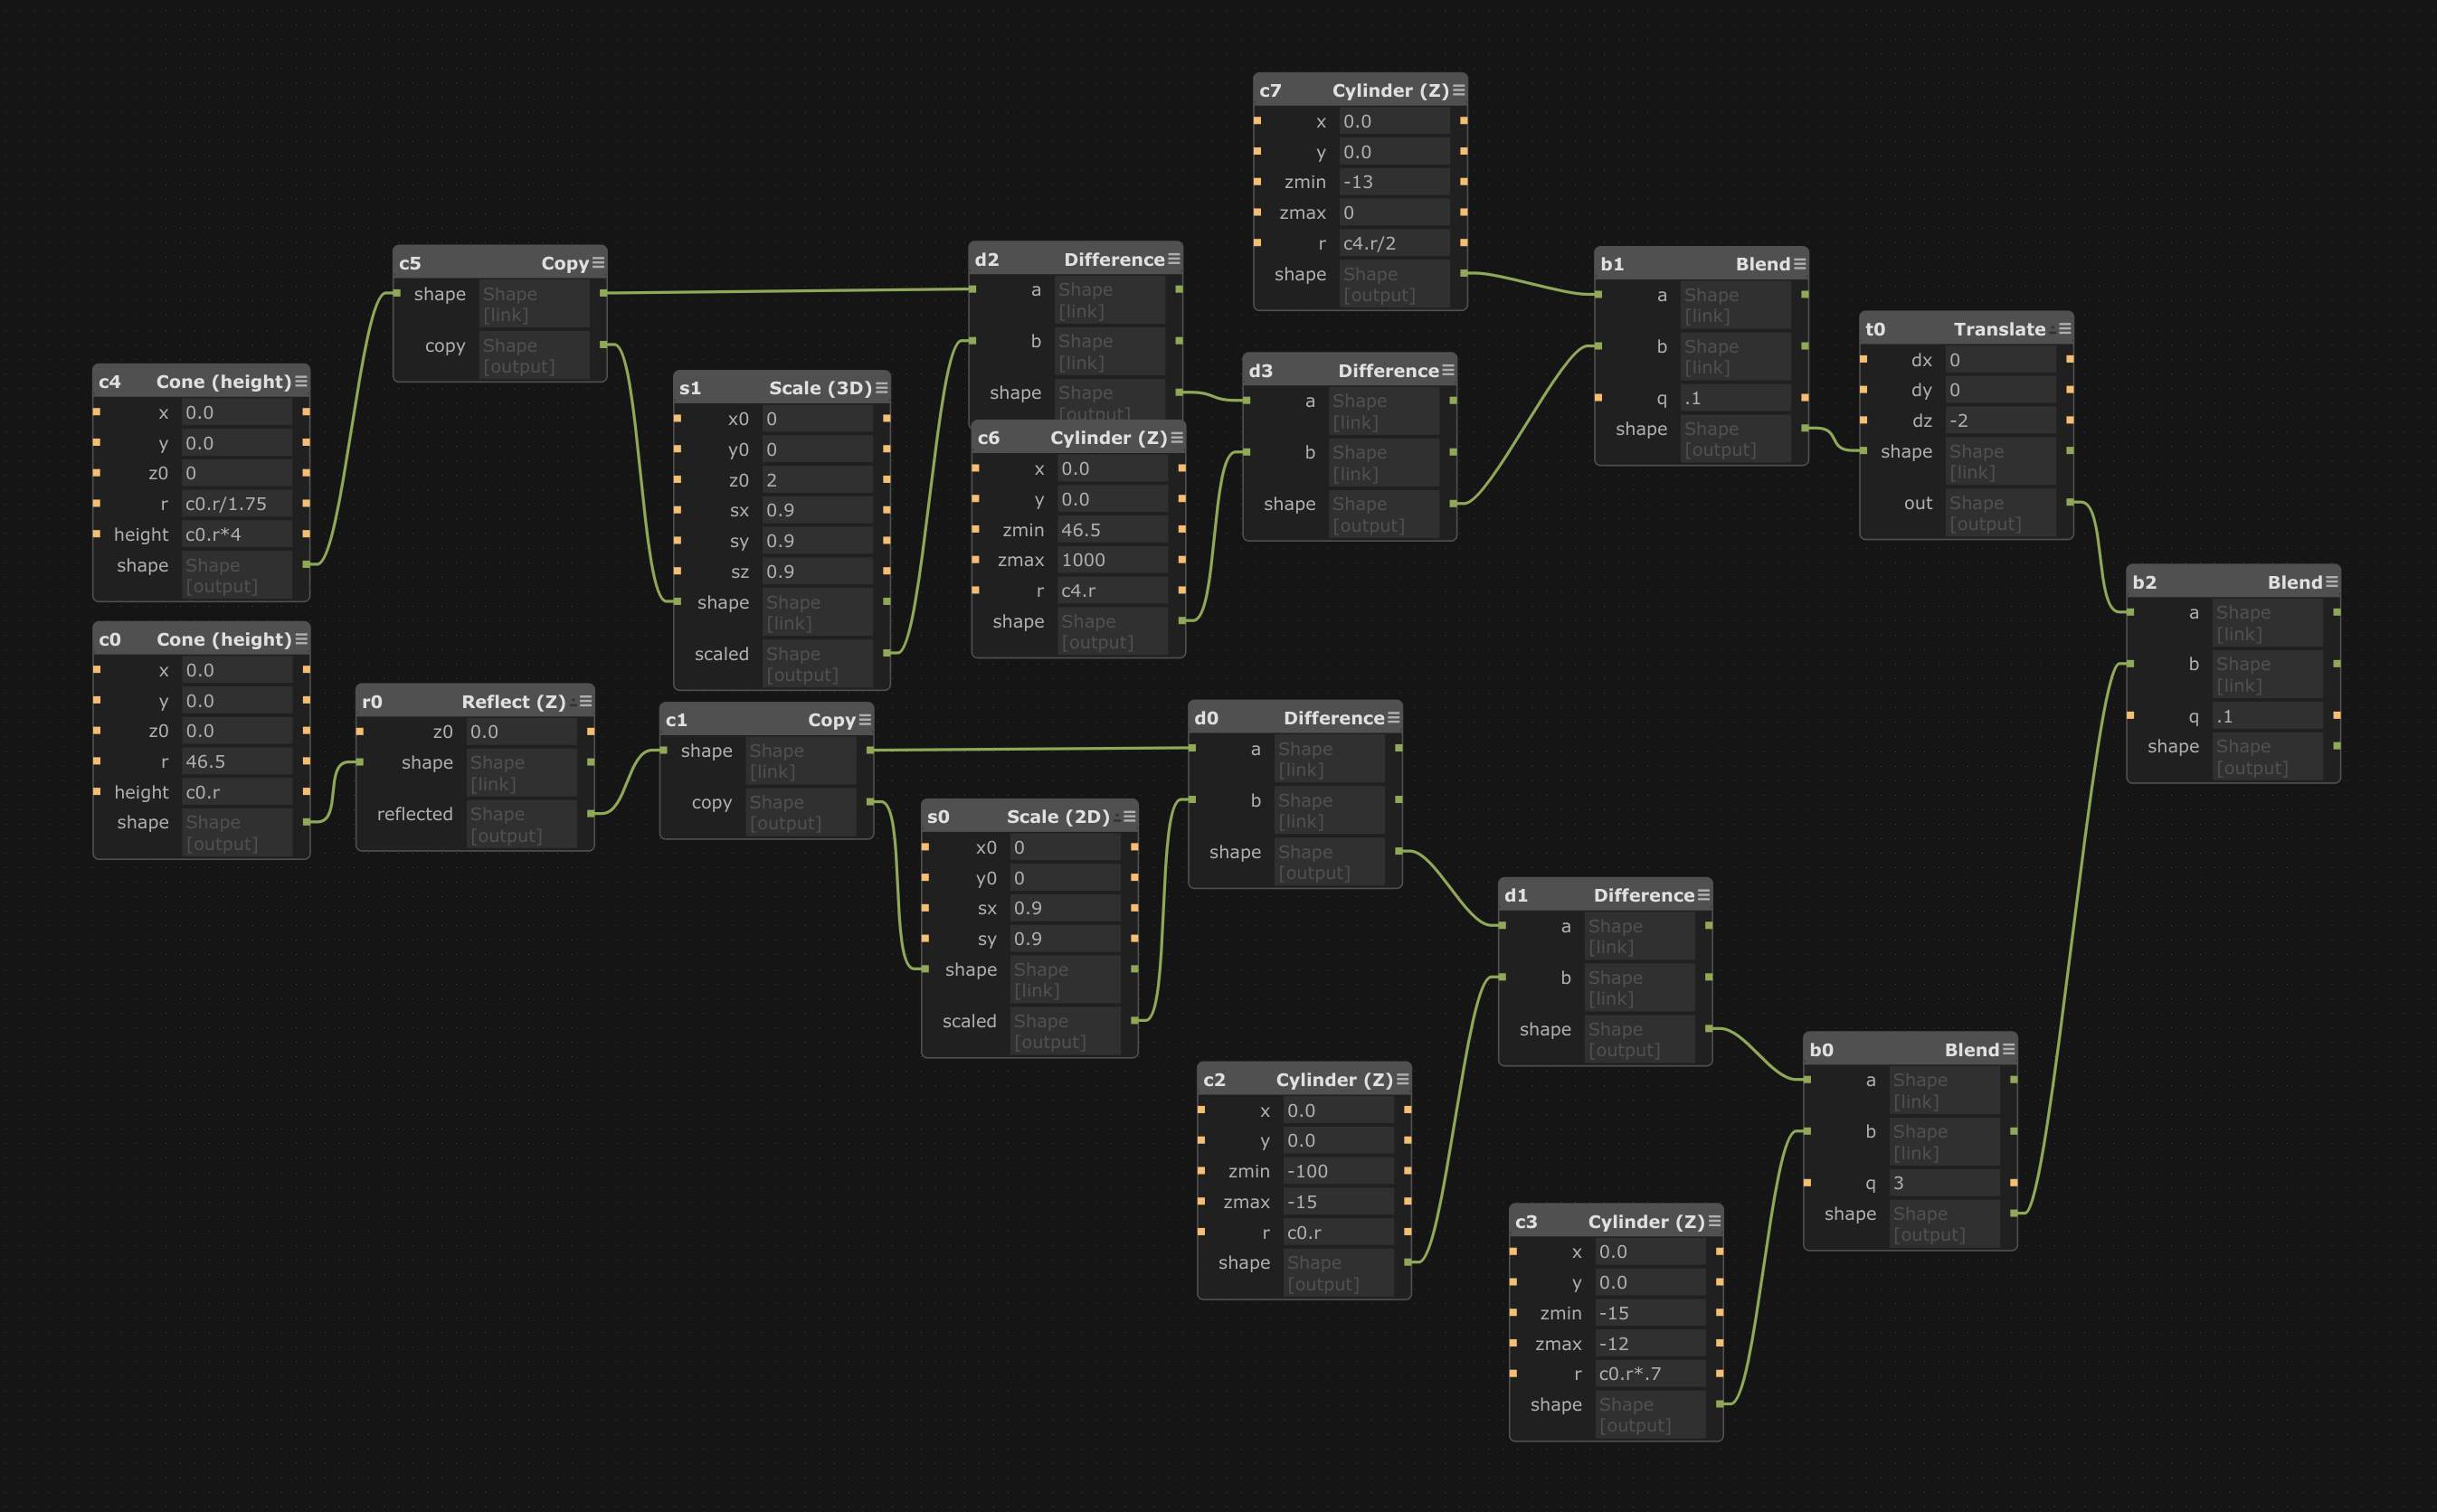 c7 Cylinder (Z)
x 0.0
y 0.0
zmin -13
zmax 0
r c4.r/2
shape Shape
[output]
c5 Copy
shape Shape
[link]
copy Shape
[output]
d2 Difference
a Shape
[link]
b Shape
[link]
shape Shape
[output]
b1 Blend
a Shape
[link]
b Shape
[link]
q .1
shape Shape
[output]
t0 Translate
dx 0
dy 0
dz -2
shape Shape
[link]
out Shape
[output]
c4 Cone (height)
x 0.0
y 0.0
z0 0
r c0.r/1.75
height c0.r*4
shape Shape
[output]
s1 Scale (3D)
x0 0
y0 0
z0 2
sx 0.9
sy 0.9
sz 0.9
shape Shape
[link]
scaled Shape
[output]
d3 Difference
a Shape
[link]
b Shape
[link]
shape Shape
[output]
c6 Cylinder (Z)
x 0.0
y 0.0
zmin 46.5
zmax 1000
r c4.r
shape Shape
[output]
b2 Blend
a Shape
[link]
b Shape
[link]
q .1
shape Shape
[output]
c0 Cone (height)
x 0.0
y 0.0
z0 0.0
r 46.5
height c0.r
shape Shape
[output]
r0 Reflect (Z)
z0 0.0
shape Shape
[link]
reflected Shape
[output]
c1 Copy
shape Shape
[link]
copy Shape
[output]
d0 Difference
a Shape
[link]
b Shape
[link]
shape Shape
[output]
s0 Scale (2D)
x0 0
y0 0
sx 0.9
sy 0.9
shape Shape
[link]
scaled Shape
[output]
d1 Difference
a Shape
[link]
b Shape
[link]
shape Shape
[output]
c2 Cylinder (Z)
x 0.0
y 0.0
zmin -100
zmax -15
r c0.r
shape Shape
[output]
b0 Blend
a Shape
[link]
b Shape
[link]
q 3
shape Shape
[output]
c3 Cylinder (Z)
x 0.0
y 0.0
zmin -15
zmax -12
r c0.r*.7
shape Shape
[output]